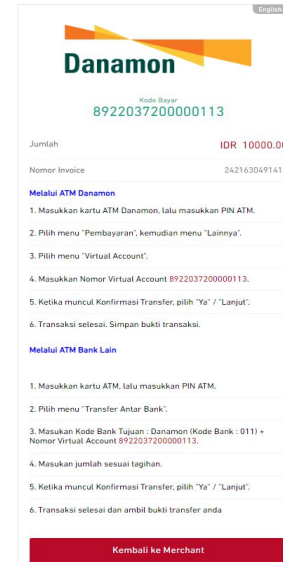 English
Danamon
Kode Bayar
8922037200000113
Jumlah IDR 10000.00
Nomor Invoice 242163049141
Melalui ATM Danamon
1. Masukkan kartu ATM Danamon, lalu masukkan PIN ATM.
2. Pilih menu "Pembayaran", kemudian menu "Lainnya".
3. Pilih menu "Virtual Account".
4. Masukkan Nomor Virtual Account 8922037200000113.
5. Ketika muncul Konfirmasi Transfer, pilih "Ya" / "Lanjut".
6. Transaksi selesai. Simpan bukti transaksi.
Melalui ATM Bank Lain
1. Masukkan kartu ATM, lalu masukkan PIN ATM.
2. Pilih menu "Transfer Antar Bank".
3. Masukan Kode Bank Tujuan : Danamon (Kode Bank : 011) +
Nomor Virtual Account 8922037200000113.
4. Masukan jumlah sesuai tagihan.
5. Ketika muncul Konfirmasi Transfer, pilih "Ya" / "Lanjut".
6. Transaksi selesai dan ambil bukti transfer anda
Kembali ke Merchant